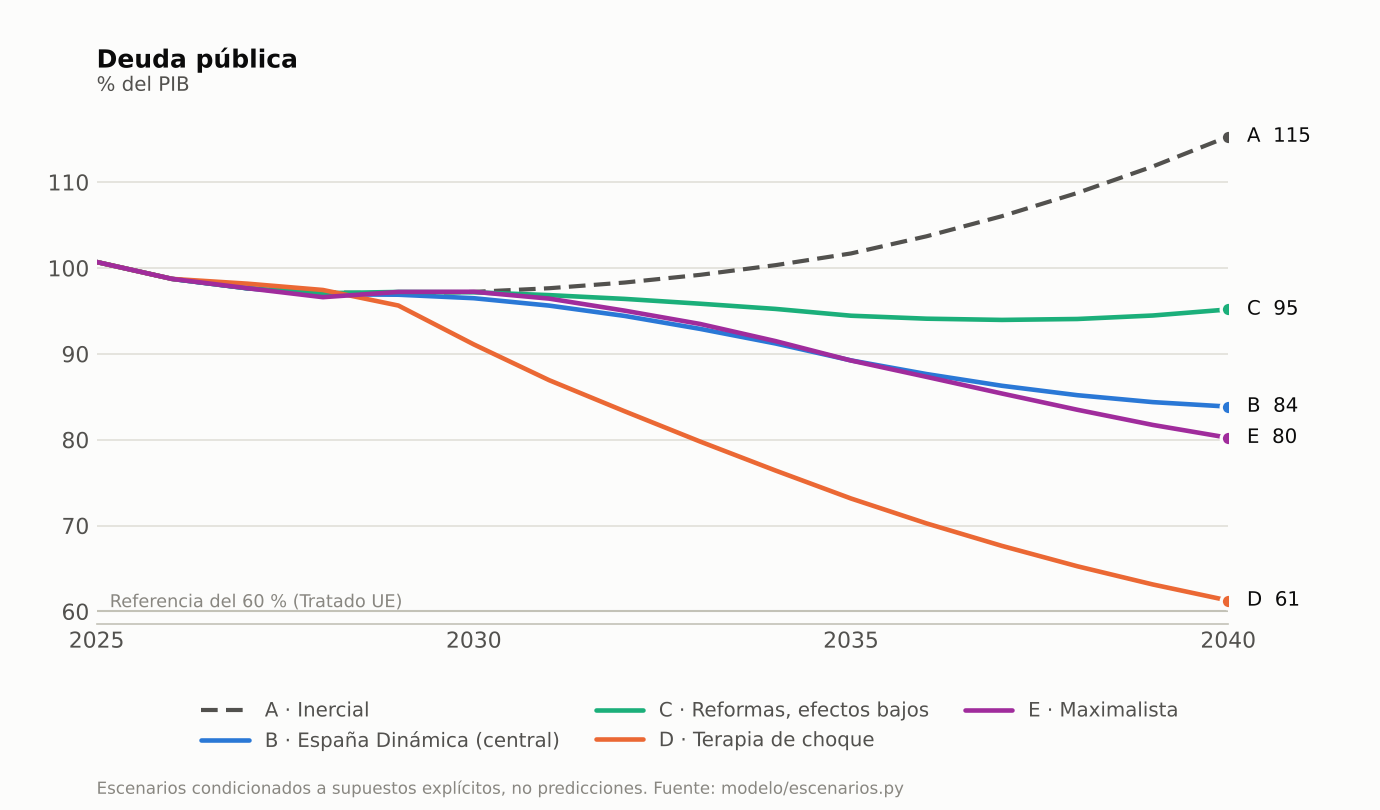 Deuda pública
% del PIB
A 115
110
100
C 95
90
B 84
E 80
80
70
Referencia del 60 % (Tratado UE)
D 61
60
2025 2030 2035 2040
A · Inercial
C · Reformas, efectos bajos
E · Maximalista
B · España Dinámica (central)
D · Terapia de choque
Escenarios condicionados a supuestos explícitos, no predicciones. Fuente: modelo/escenarios.py